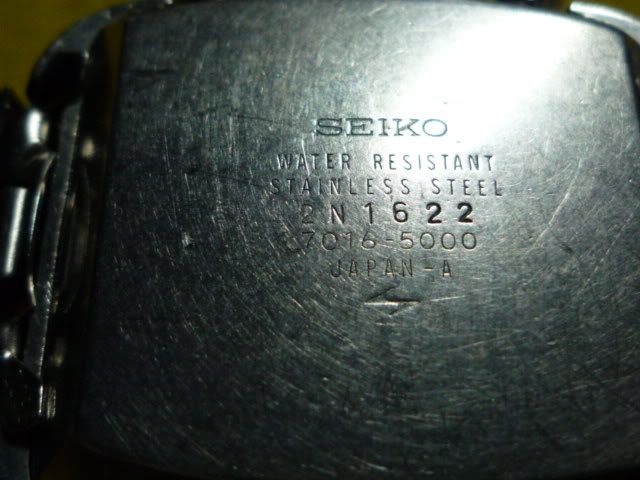 SEIKO
WATER RESISTANT
STAINLESS STEEL
2N1622
7016-5000
JAPAN-A